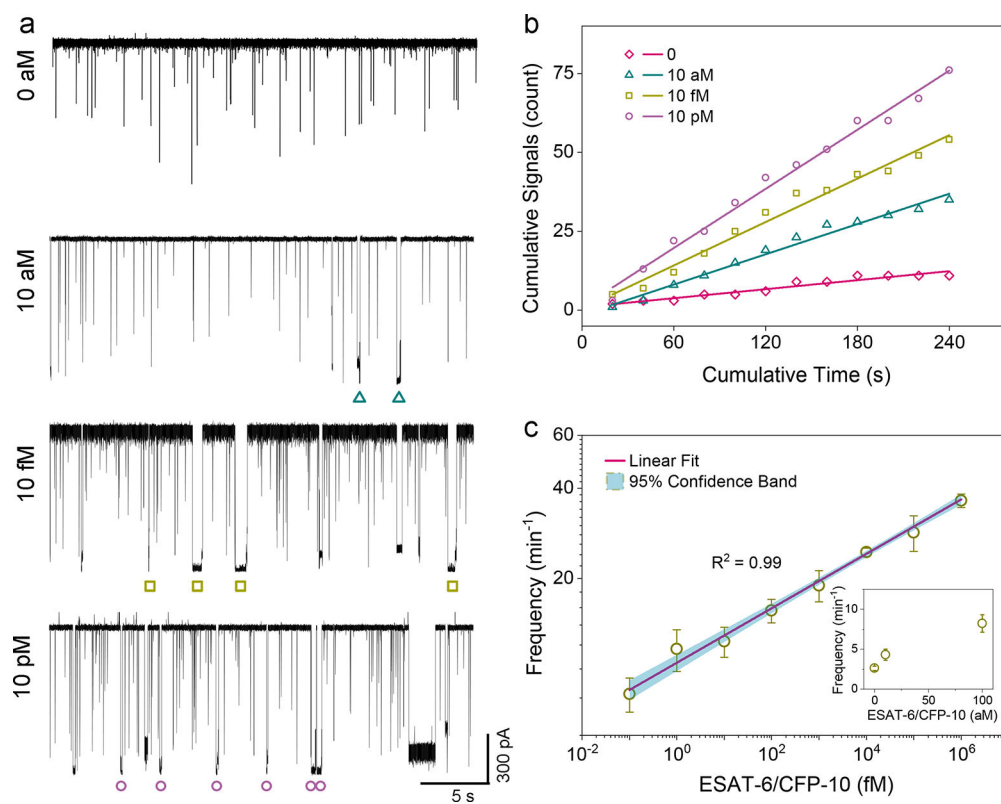 a
0 aM
10 aM
10 fM
10 pM
300 pA
5 s
b
Cumulative Signals (count)
75
50
25
0
0
10 aM
10 fM
10 pM
0
60
120
180
240
Cumulative Time (s)
c
Frequency (min⁻¹)
60
40
20
Linear Fit
95% Confidence Band
R² = 0.99
Frequency (min⁻¹)
10
5
0
0
50
100
ESAT-6/CFP-10 (aM)
10⁻²
10⁰
10²
10⁴
10⁶
ESAT-6/CFP-10 (fM)